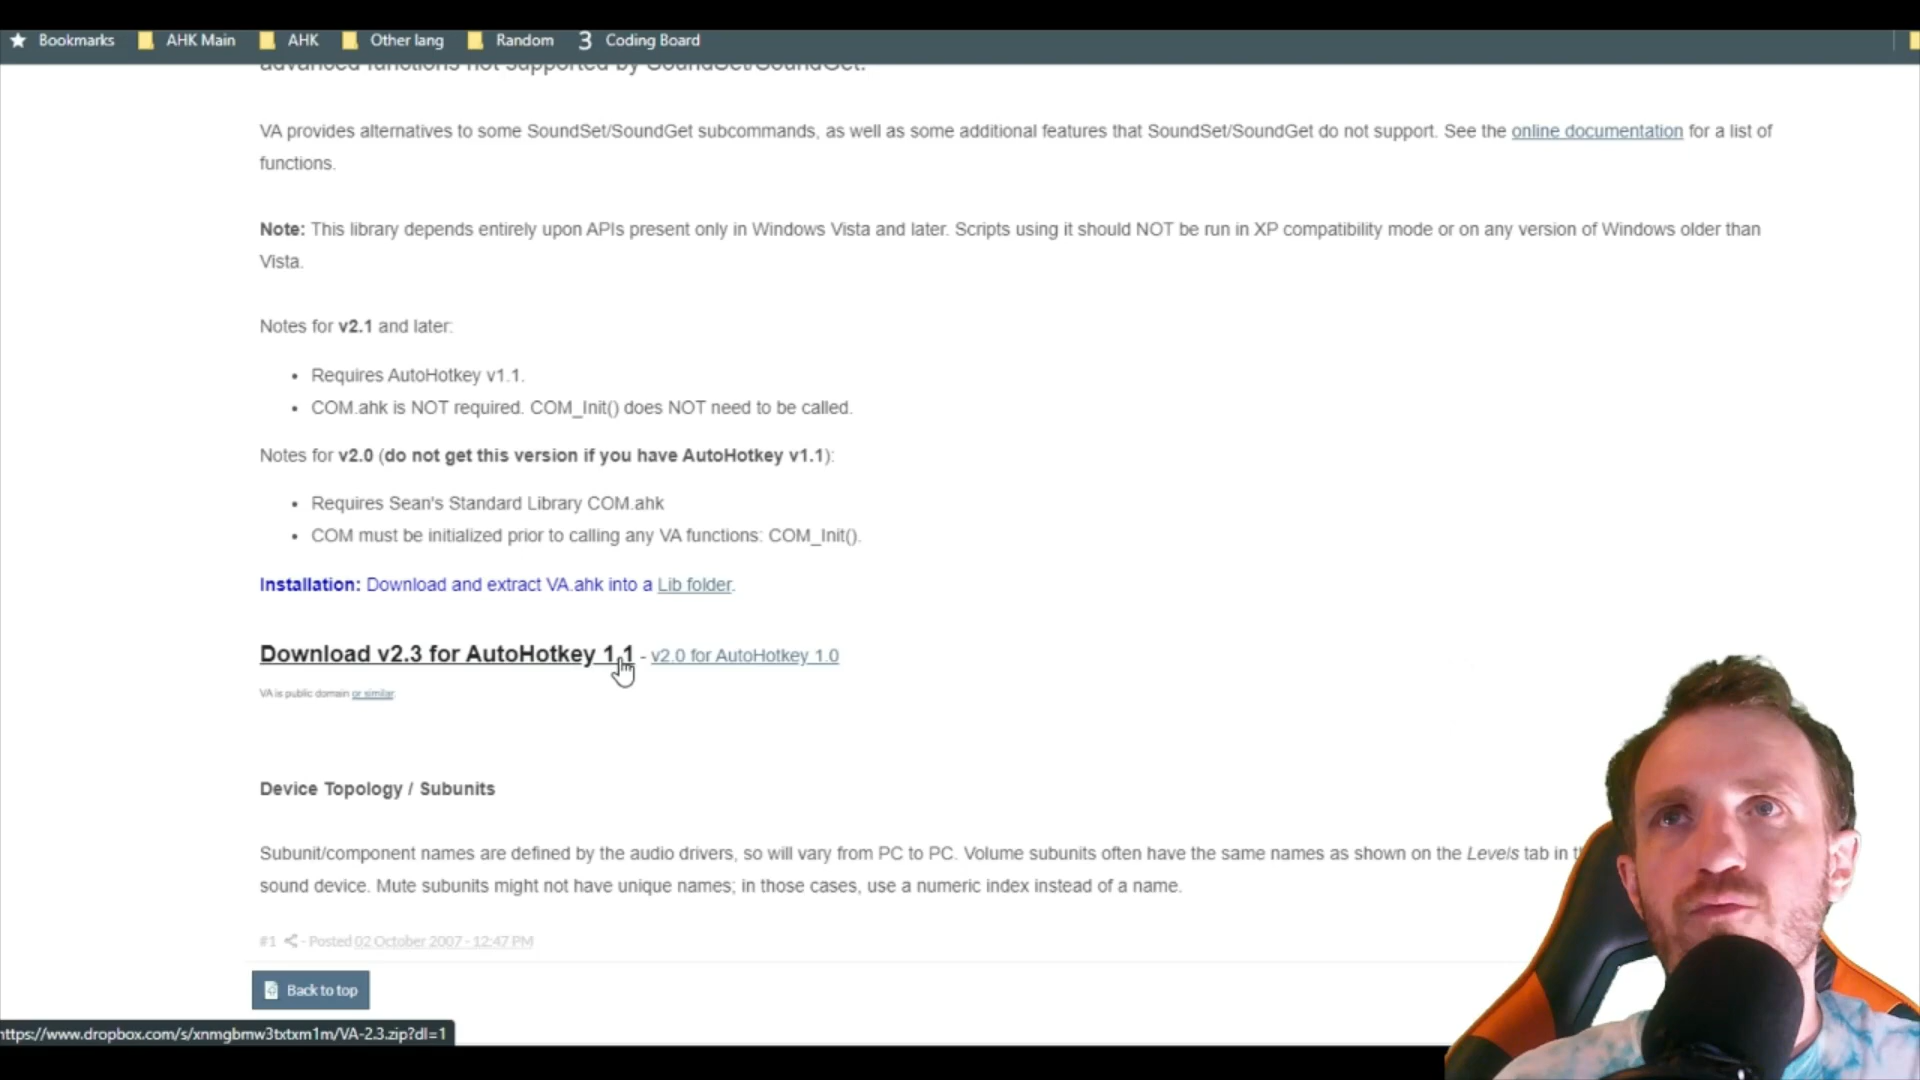 Bookmarks AHK Main AHK Other lang Random 3 Coding Board
advanced functions not supported by SoundSet/SoundGet.
VA provides alternatives to some SoundSet/SoundGet subcommands, as well as some additional features that SoundSet/SoundGet do not support. See the online documentation for a list of
functions.
Note: This library depends entirely upon APIs present only in Windows Vista and later. Scripts using it should NOT be run in XP compatibility mode or on any version of Windows older than
Vista.
Notes for v2.1 and later:
• Requires AutoHotkey v1.1.
• COM.ahk is NOT required. COM_Init() does NOT need to be called.
Notes for v2.0 (do not get this version if you have AutoHotkey v1.1):
• Requires Sean's Standard Library COM.ahk
• COM must be initialized prior to calling any VA functions: COM_Init().
Installation: Download and extract VA.ahk into a Lib folder.
Download v2.3 for AutoHotkey 1.1 - v2.0 for AutoHotkey 1.0
VA is public domain or similar.
Device Topology / Subunits
Subunit/component names are defined by the audio drivers, so will vary from PC to PC. Volume subunits often have the same names as shown on the Levels tab in
sound device. Mute subunits might not have unique names; in those cases, use a numeric index instead of a name.
#1 - Posted 02 October 2007 - 12:47 PM
Back to top
https://www.dropbox.com/s/xnmgbmw3txtxm1m/VA-2.3.zip?dl=1